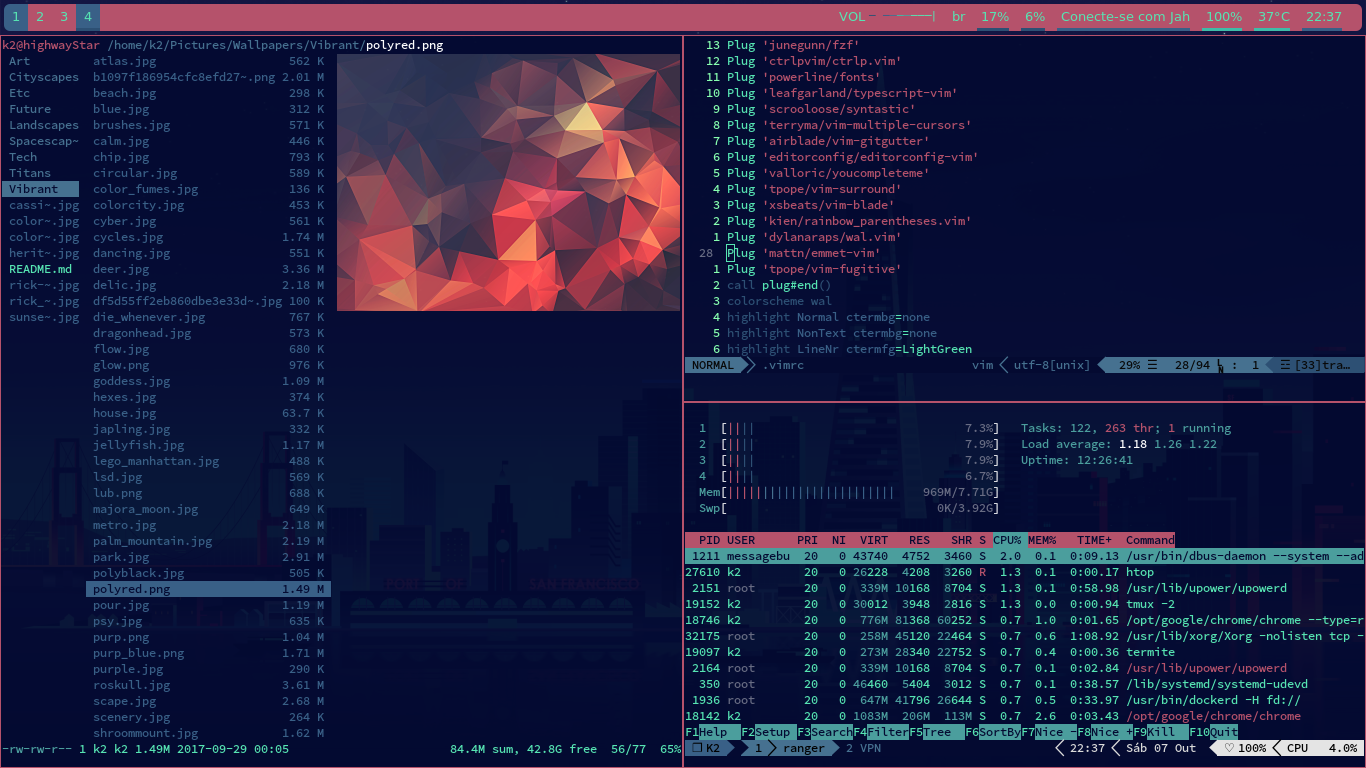 1 2 3 4 VOL br 17% 6% Conecte-se com Jah 100% 37°C 22:37
k2@highwayStar /home/k2/Pictures/Wallpapers/Vibrant/polyred.png
Art atlas.jpg 562 K
Cityscapes b1097f186954cfc8efd27~.png 2.01 M
Etc beach.jpg 298 K
Future blue.jpg 312 K
Landscapes brushes.jpg 571 K
Spacescap~ calm.jpg 446 K
Tech chip.jpg 793 K
Titans circular.jpg 589 K
Vibrant color_fumes.jpg 136 K
cassi~.jpg colorcity.jpg 453 K
color~.jpg cyber.jpg 561 K
color~.jpg cycles.jpg 1.74 M
herit~.jpg dancing.jpg 551 K
README.md deer.jpg 3.36 M
rick~~.jpg delic.jpg 2.18 M
rick_~.jpg df5d55ff2eb860dbe3e33d~.jpg 100 K
sunse~.jpg die_whenever.jpg 767 K
dragonhead.jpg 573 K
flow.jpg 680 K
glow.png 976 K
goddess.jpg 1.09 M
hexes.jpg 374 K
house.jpg 63.7 K
japling.jpg 332 K
jellyfish.jpg 1.17 M
lego_manhattan.jpg 488 K
lsd.jpg 569 K
lub.png 688 K
majora_moon.jpg 649 K
metro.jpg 2.18 M
palm_mountain.jpg 2.19 M
park.jpg 2.91 M
polyblack.jpg 505 K
polyred.png 1.49 M
pour.jpg 1.19 M
psy.jpg 635 K
purp.png 1.04 M
purp_blue.png 1.71 M
purple.jpg 290 K
roskull.jpg 3.61 M
scape.jpg 2.68 M
scenery.jpg 264 K
shroommount.jpg 1.62 M
-rw-rw-r-- 1 k2 k2 1.49M 2017-09-29 00:05 84.4M sum, 42.8G free 56/77 65%
13 Plug 'junegunn/fzf'
12 Plug 'ctrlpvim/ctrlp.vim'
11 Plug 'powerline/fonts'
10 Plug 'leafgarland/typescript-vim'
9 Plug 'scrooloose/syntastic'
8 Plug 'terryma/vim-multiple-cursors'
7 Plug 'airblade/vim-gitgutter'
6 Plug 'editorconfig/editorconfig-vim'
5 Plug 'valloric/youcompleteme'
4 Plug 'tpope/vim-surround'
3 Plug 'xsbeats/vim-blade'
2 Plug 'kien/rainbow_parentheses.vim'
1 Plug 'dylanaraps/wal.vim'
28 Plug 'mattn/emmet-vim'
1 Plug 'tpope/vim-fugitive'
2 call plug#end()
3 colorscheme wal
4 highlight Normal ctermbg=none
5 highlight NonText ctermbg=none
6 highlight LineNr ctermfg=LightGreen
NORMAL .vimrc vim utf-8[unix] 29% ☰ 28/94 : 1 ☲ [33]tra…
1 [|||| 7.3%] Tasks: 122, 263 thr; 1 running
2 [|||| 7.9%] Load average: 1.18 1.26 1.22
3 [|||| 7.9%] Uptime: 12:26:41
4 [|||| 6.7%]
Mem[|||||||||||||||||||||||| 969M/7.71G]
Swp[ 0K/3.92G]
PID USER PRI NI VIRT RES SHR S CPU% MEM% TIME+ Command
1211 messagebu 20 0 43740 4752 3460 S 2.0 0.1 0:09.13 /usr/bin/dbus-daemon --system --ad
27610 k2 20 0 26228 4208 3260 R 1.3 0.1 0:00.17 htop
2151 root 20 0 339M 10168 8704 S 1.3 0.1 0:58.98 /usr/lib/upower/upowerd
19152 k2 20 0 30012 3948 2816 S 1.3 0.0 0:00.94 tmux -2
18746 k2 20 0 776M 81368 60252 S 0.7 1.0 0:01.65 /opt/google/chrome/chrome --type=r
32175 root 20 0 258M 45120 22464 S 0.7 0.6 1:08.92 /usr/lib/xorg/Xorg -nolisten tcp -
19097 k2 20 0 273M 28340 22752 S 0.7 0.4 0:00.36 termite
2164 root 20 0 339M 10168 8704 S 0.7 0.1 0:02.84 /usr/lib/upower/upowerd
350 root 20 0 46460 5404 3012 S 0.7 0.1 0:38.57 /lib/systemd/systemd-udevd
1936 root 20 0 647M 41796 26644 S 0.7 0.5 0:33.97 /usr/bin/dockerd -H fd://
18142 k2 20 0 1083M 206M 113M S 0.7 2.6 0:03.43 /opt/google/chrome/chrome
F1Help F2Setup F3SearchF4FilterF5Tree F6SortByF7Nice -F8Nice +F9Kill F10Quit
❐ K2 1 ranger 2 VPN 22:37 Sáb 07 Out ♡ 100% CPU 4.0%